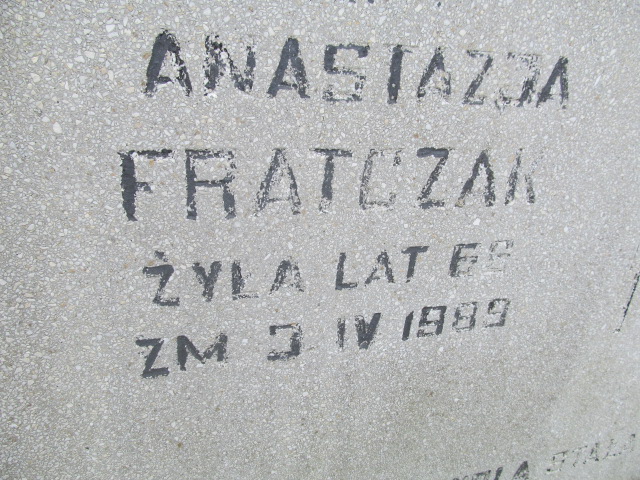 ANASTAZJA
FRATCZAK
ŻYŁA LAT
ZM 3 IV 1989